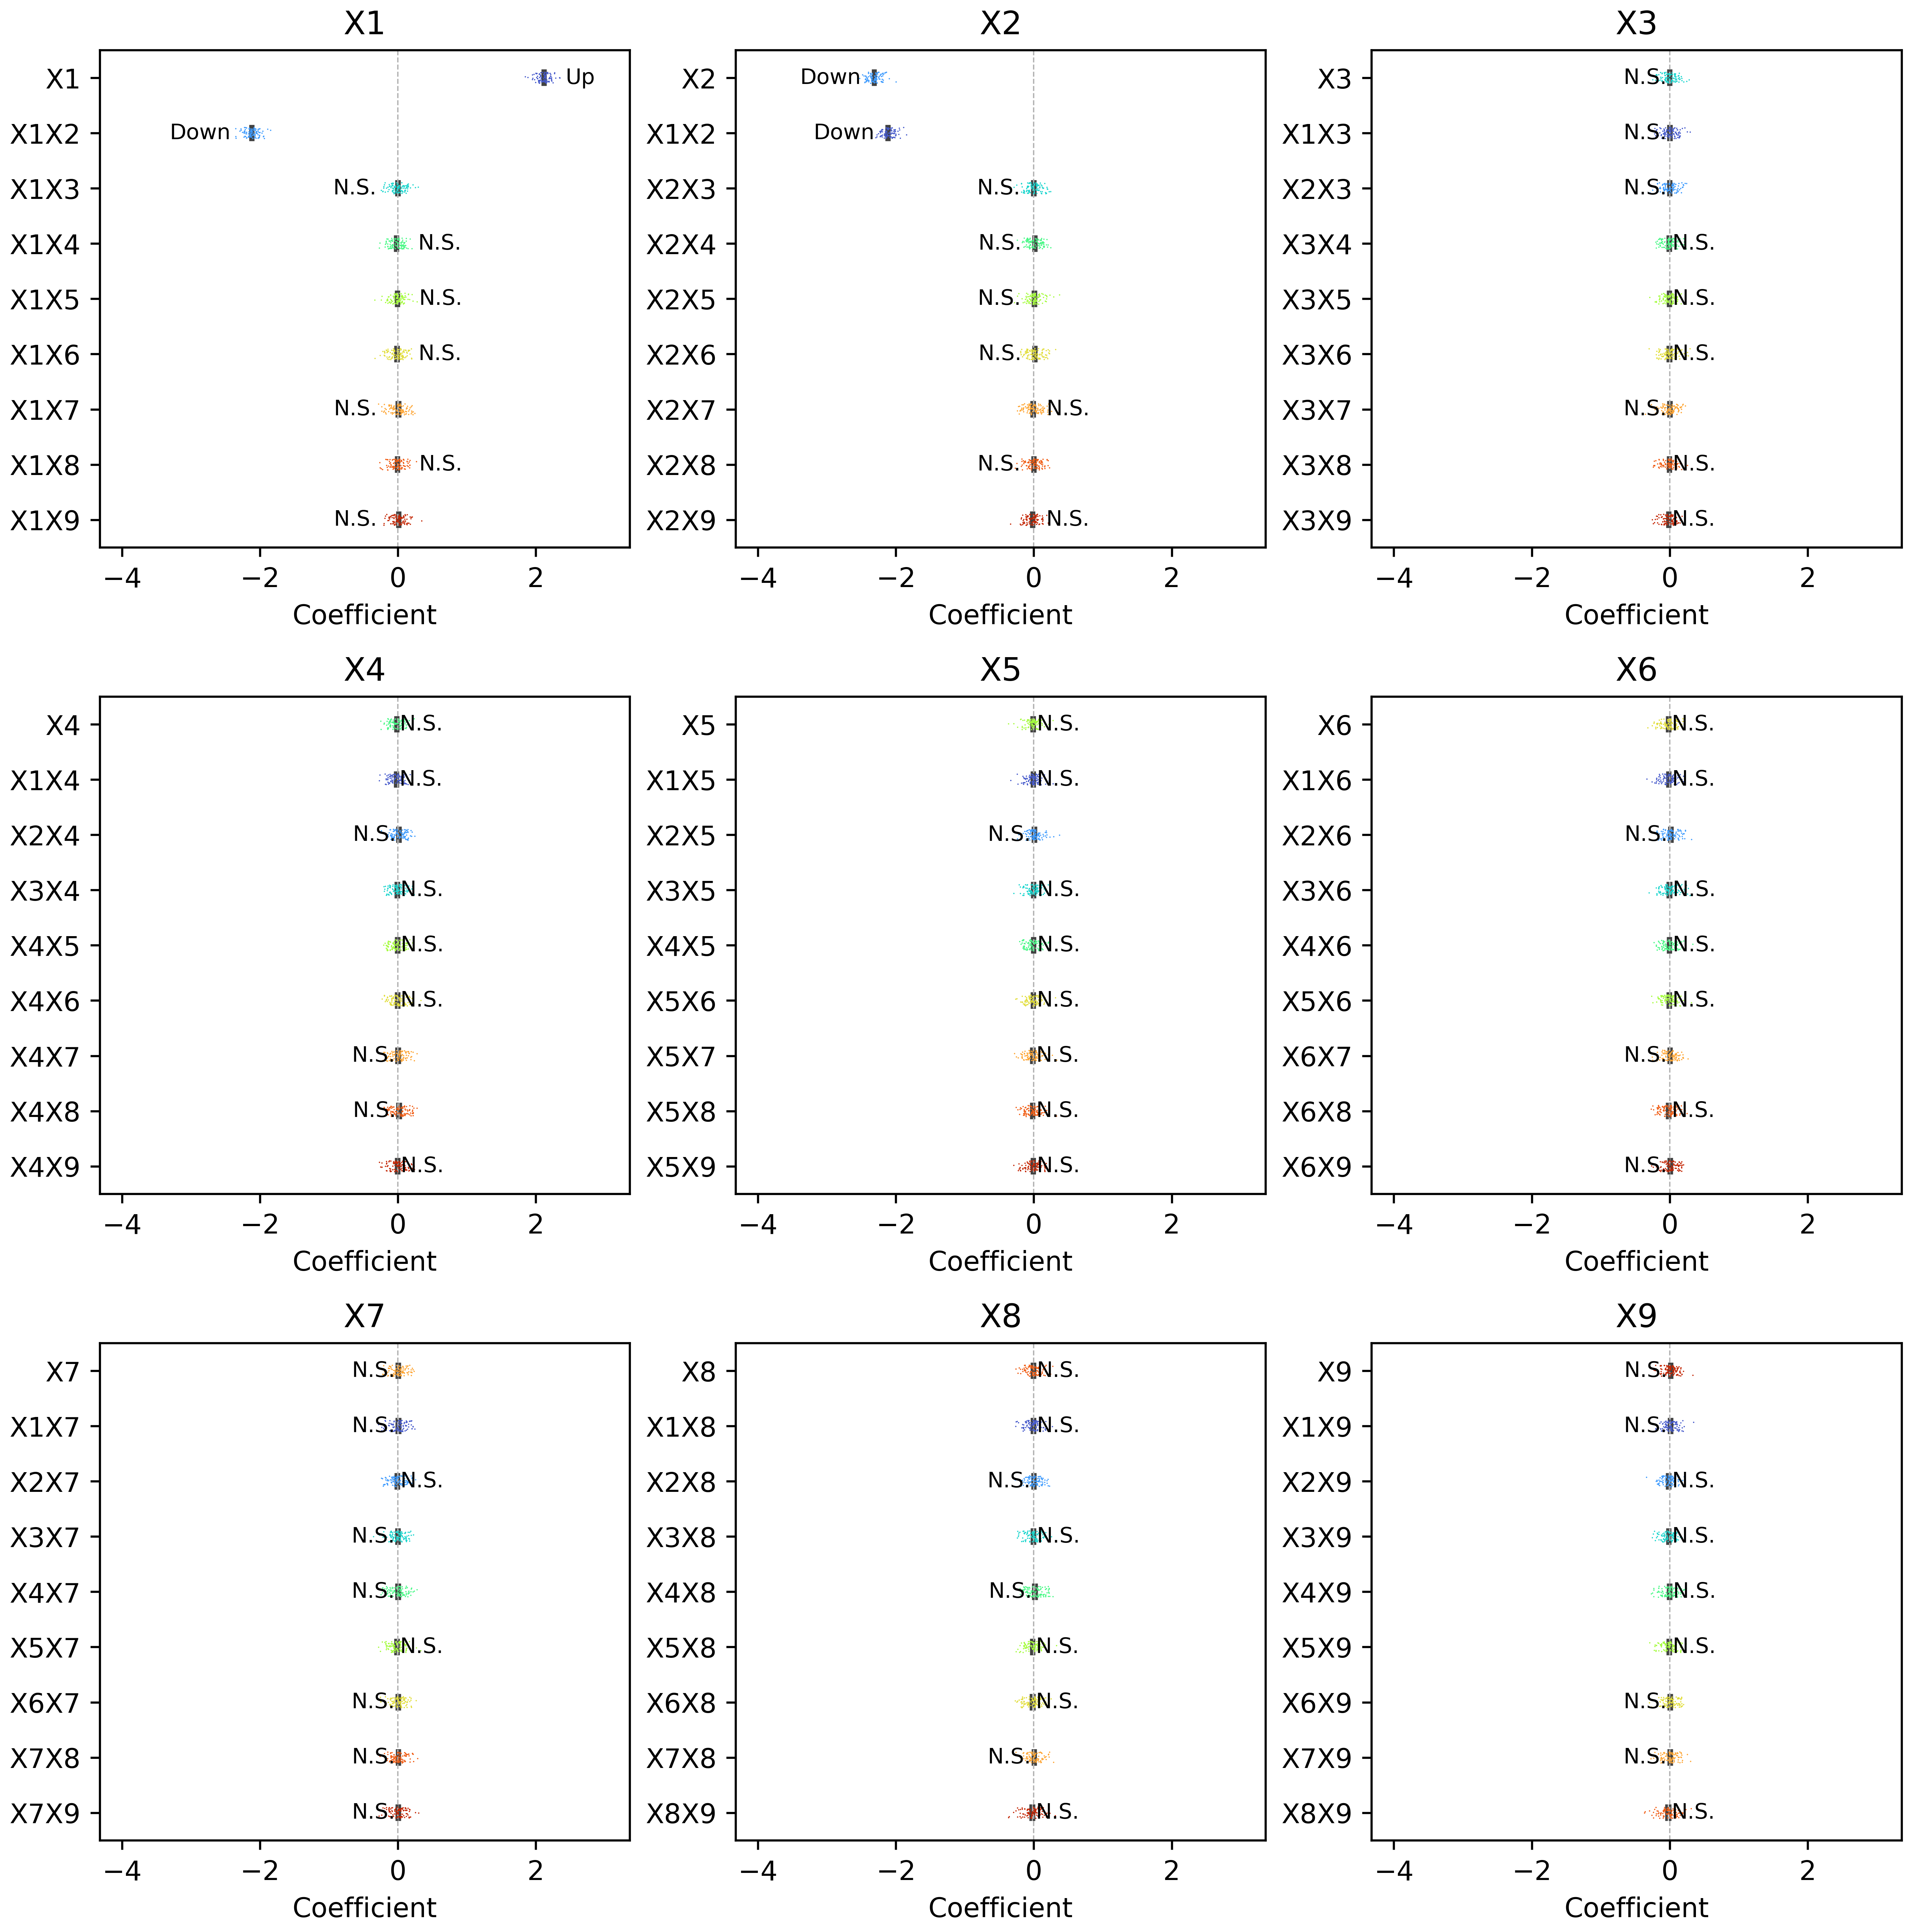 X1
X1 Up
X1X2 Down
X1X3 N.S.
X1X4 N.S.
X1X5 N.S.
X1X6 N.S.
X1X7 N.S.
X1X8 N.S.
X1X9 N.S.
−4 −2 0 2
Coefficient
X2
X2 Down
X1X2 Down
X2X3 N.S.
X2X4 N.S.
X2X5 N.S.
X2X6 N.S.
X2X7 N.S.
X2X8 N.S.
X2X9 N.S.
−4 −2 0 2
Coefficient
X3
X3 N.S.
X1X3 N.S.
X2X3 N.S.
X3X4 N.S.
X3X5 N.S.
X3X6 N.S.
X3X7 N.S.
X3X8 N.S.
X3X9 N.S.
−4 −2 0 2
Coefficient
X4
X4 N.S.
X1X4 N.S.
X2X4 N.S.
X3X4 N.S.
X4X5 N.S.
X4X6 N.S.
X4X7 N.S.
X4X8 N.S.
X4X9 N.S.
−4 −2 0 2
Coefficient
X5
X5 N.S.
X1X5 N.S.
X2X5 N.S.
X3X5 N.S.
X4X5 N.S.
X5X6 N.S.
X5X7 N.S.
X5X8 N.S.
X5X9 N.S.
−4 −2 0 2
Coefficient
X6
X6 N.S.
X1X6 N.S.
X2X6 N.S.
X3X6 N.S.
X4X6 N.S.
X5X6 N.S.
X6X7 N.S.
X6X8 N.S.
X6X9 N.S.
−4 −2 0 2
Coefficient
X7
X7 N.S.
X1X7 N.S.
X2X7 N.S.
X3X7 N.S.
X4X7 N.S.
X5X7 N.S.
X6X7 N.S.
X7X8 N.S.
X7X9 N.S.
−4 −2 0 2
Coefficient
X8
X8 N.S.
X1X8 N.S.
X2X8 N.S.
X3X8 N.S.
X4X8 N.S.
X5X8 N.S.
X6X8 N.S.
X7X8 N.S.
X8X9 N.S.
−4 −2 0 2
Coefficient
X9
X9 N.S.
X1X9 N.S.
X2X9 N.S.
X3X9 N.S.
X4X9 N.S.
X5X9 N.S.
X6X9 N.S.
X7X9 N.S.
X8X9 N.S.
−4 −2 0 2
Coefficient